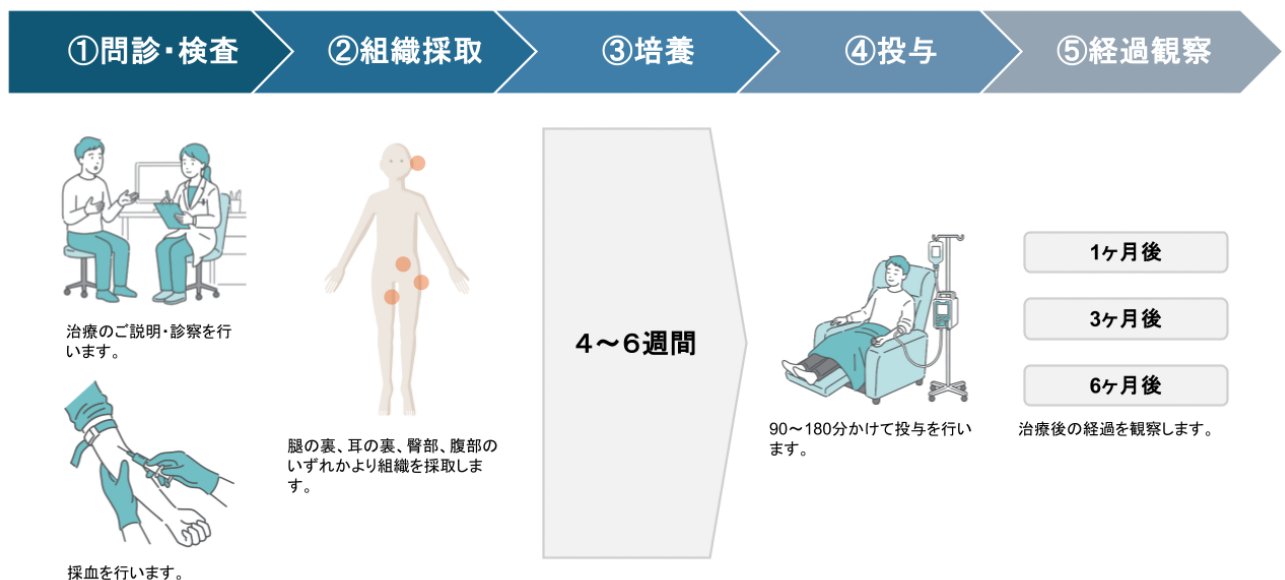 ①問診・検査
②組織採取
③培養
④投与
⑤経過観察
治療のご説明・診察を行
います。
採血を行います。
腿の裏、耳の裏、臀部、腹部の
いずれかより組織を採取しま
す。
4～6週間
90～180分かけて投与を行い
ます。
1ヶ月後
3ヶ月後
6ヶ月後
治療後の経過を観察します。